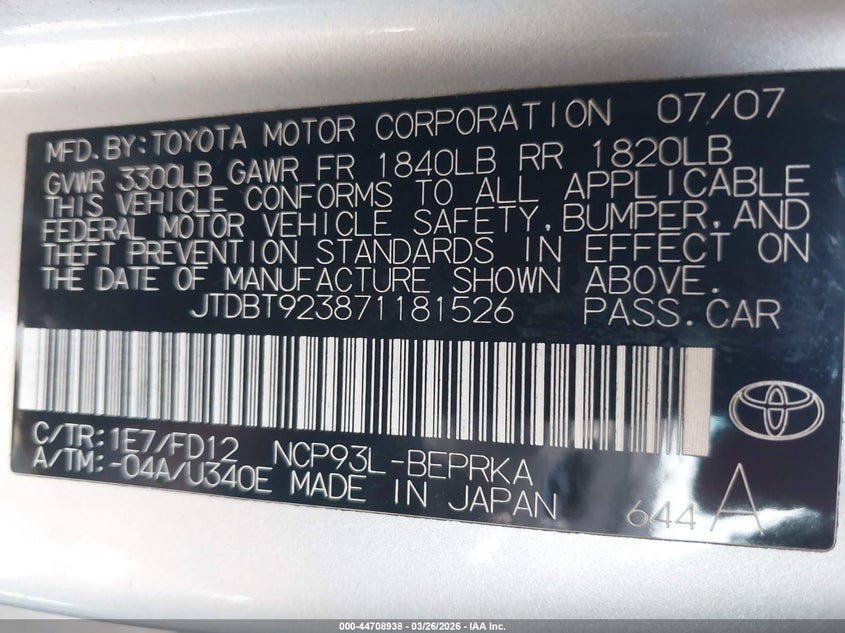 MFD.BY:TOYOTA MOTOR CORPORATION 07/07
GVWR 3300LB GAWR FR 1840LB RR 1820LB
THIS VEHICLE CONFORMS TO ALL APPLICABLE
FEDERAL MOTOR VEHICLE SAFETY,BUMPER,AND
THEFT PREVENTION STANDARDS IN EFFECT ON
THE DATE OF MANUFACTURE SHOWN ABOVE.
JTDBT923871181526 PASS.CAR
C/TR:1E7/FD12 NCP93L-BEPRKA
A/TM:-04A/U340E MADE IN JAPAN 644 A
000-44708938 - 03/26/2026 - IAA Inc.